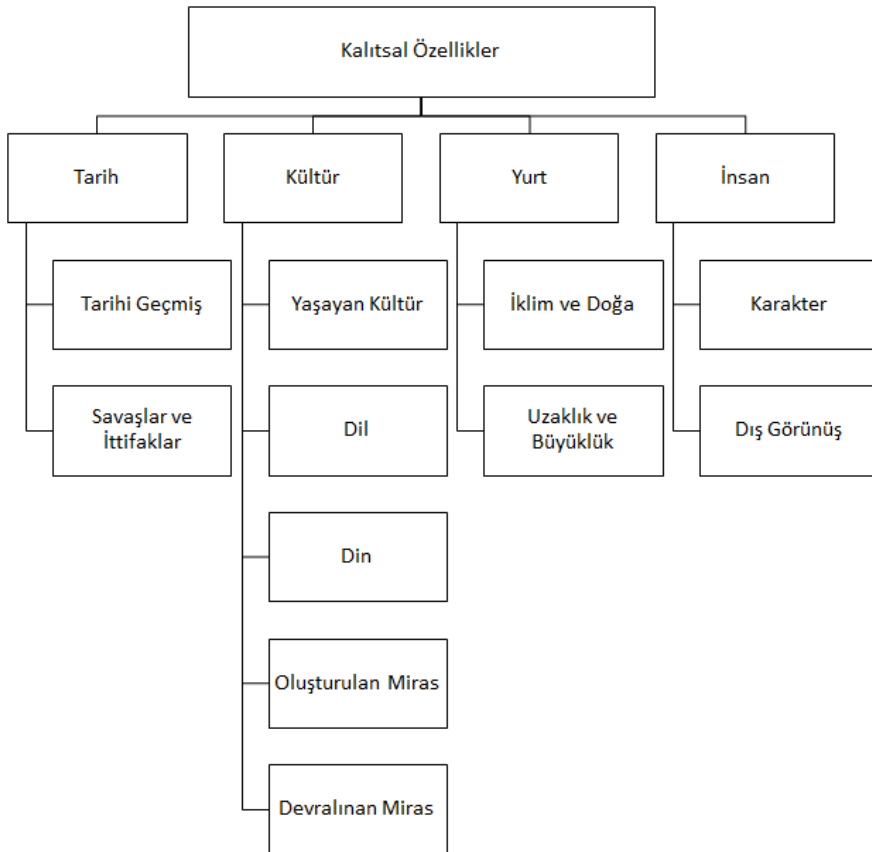 Kalıtsal Özellikler
Tarih
Kültür
Yurt
İnsan
Tarihi Geçmiş
Yaşayan Kültür
İklim ve Doğa
Karakter
Savaşlar ve
İttifaklar
Dil
Uzaklık ve
Büyüklük
Dış Görünüş
Din
Oluşturulan Miras
Devralınan Miras